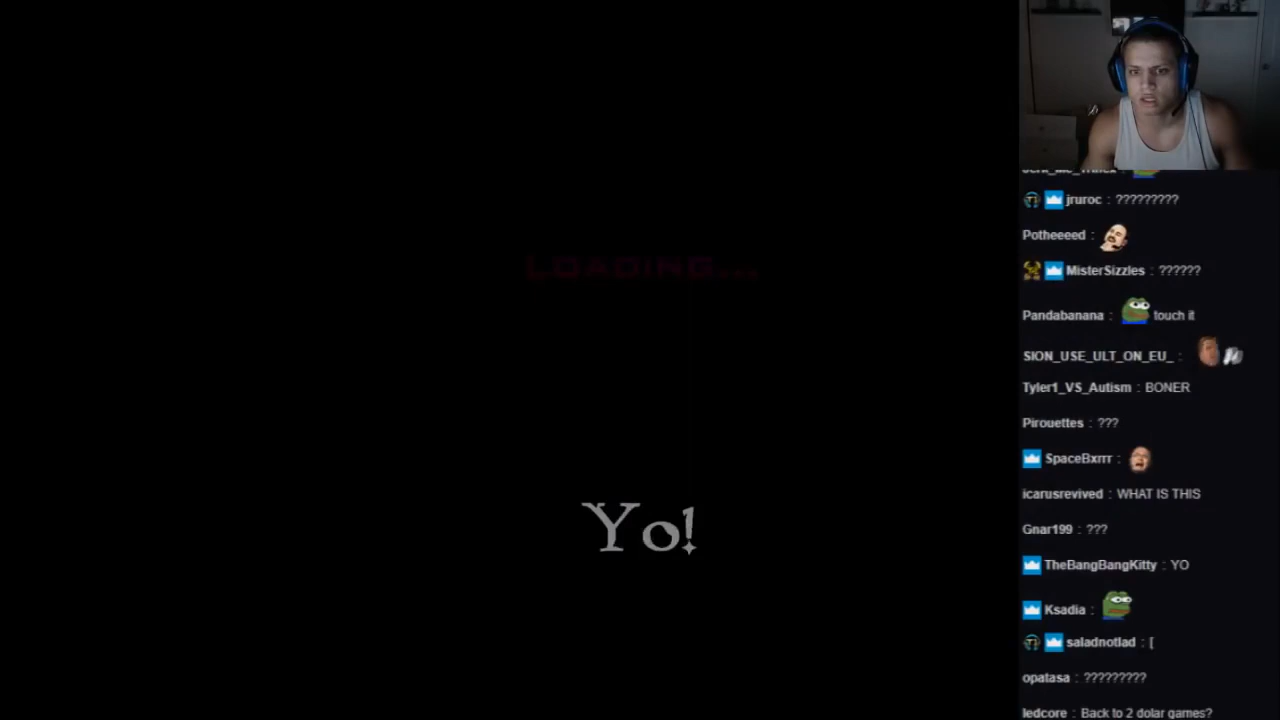 LOADING...
Yo!
jruroc : ?????????
Potheeeed :
MisterSizzles : ??????
Pandabanana : touch it
SION_USE_ULT_ON_EU_ :
Tyler1_VS_Autism : BONER
Pirouettes : ???
SpaceBxrrr :
icarusrevived : WHAT IS THIS
Gnar199 : ???
TheBangBangKitty : YO
Ksadia :
saladnotlad : [
opatasa : ?????????
ledcore : Back to 2 dolar games?